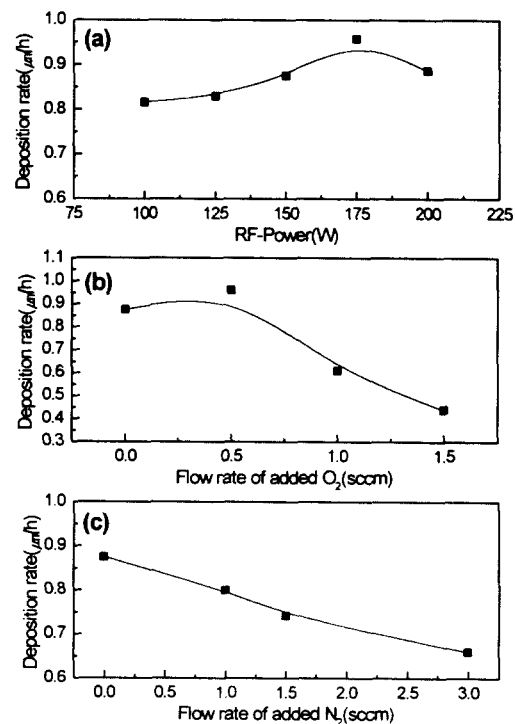 (a)
Deposition rate(μm/h)
1.0
0.9
0.8
0.7
0.6
75 100 125 150 175 200 225
RF-Power(W)
(b)
Deposition rate(μm/h)
1.1
1.0
0.9
0.8
0.7
0.6
0.5
0.4
0.3
0.0 0.5 1.0 1.5
Flow rate of added O₂(sccm)
(c)
Deposition rate(μm/h)
1.0
0.9
0.8
0.7
0.6
0.0 0.5 1.0 1.5 2.0 2.5 3.0
Flow rate of added N₂(sccm)